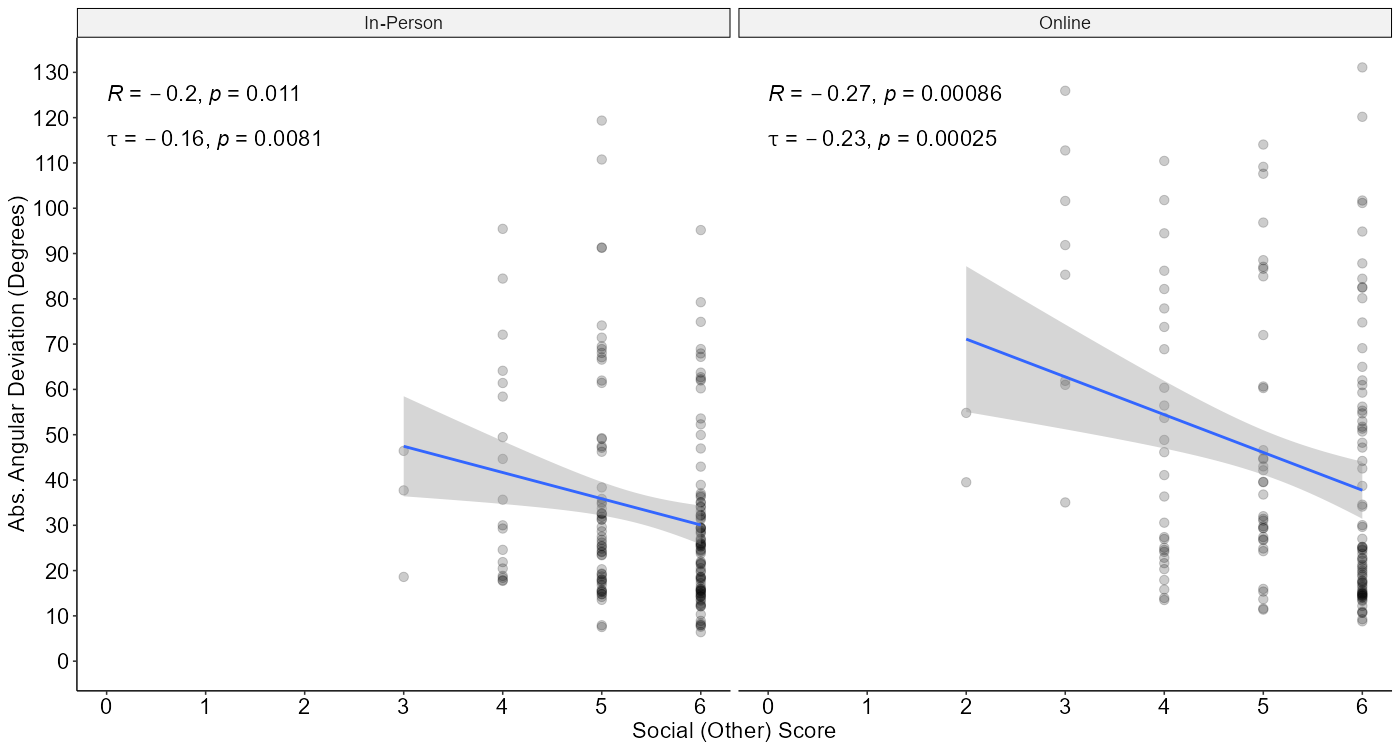 In-Person
Online
R = − 0.2, p = 0.011
τ = − 0.16, p = 0.0081
R = − 0.27, p = 0.00086
τ = − 0.23, p = 0.00025
Abs. Angular Deviation (Degrees)
130
120
110
100
90
80
70
60
50
40
30
20
10
0
0 1 2 3 4 5 6
0 1 2 3 4 5 6
Social (Other) Score